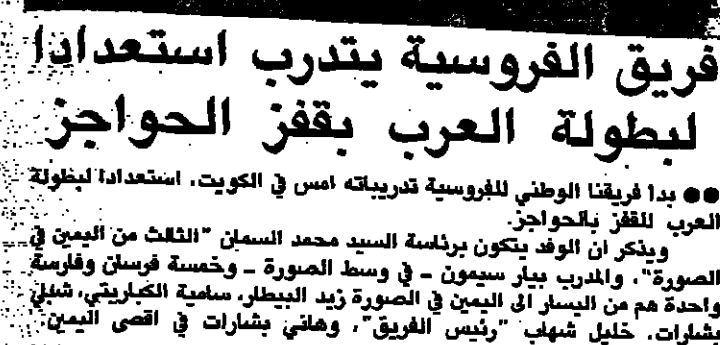 فريق الفروسية يتدرب استعدادا
لبطولة العرب بقفز الحواجز
●● بدا فريقنا الوطني للفروسية تدريباته امس في الكويت، استعدادا لبطولة
العرب للقفز بالحواجز.
ويذكر ان الوفد يتكون برئاسة السيد محمد السمان "الثالث من اليمين في
الصورة"، والمدرب بيار سيمون ـ في وسط الصورة ـ وخمسة فرسان وفارسة
واحدة هم من اليسار الى اليمين في الصورة زيد البيطار، سامية الكباريتي، شبلي
بشارات، خليل شهاب "رئيس الفريق"، وهاني بشارات في اقصى اليمين.